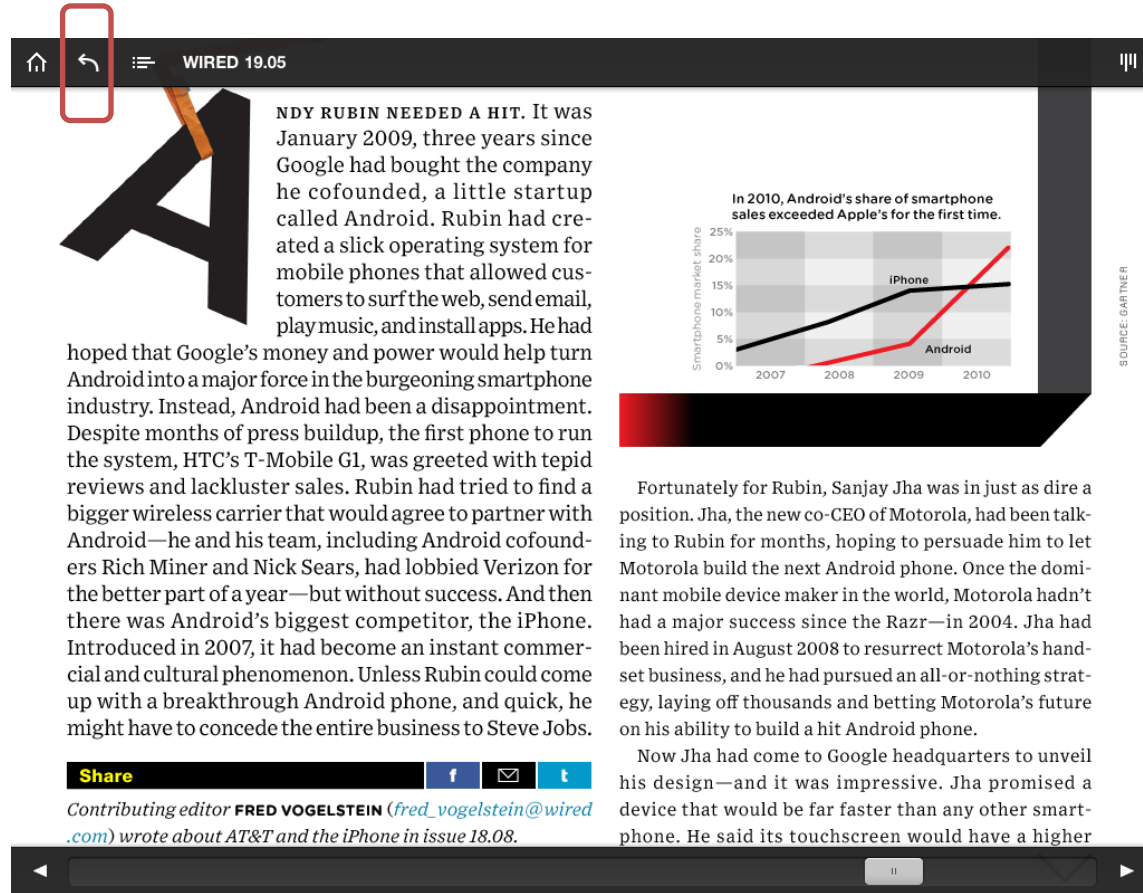 WIRED 19.05
A
NDY RUBIN NEEDED A HIT. It was
January 2009, three years since
Google had bought the company
he cofounded, a little startup
called Android. Rubin had cre-
ated a slick operating system for
mobile phones that allowed cus-
tomers to surf the web, send email,
play music, and install apps. He had
hoped that Google's money and power would help turn
Android into a major force in the burgeoning smartphone
industry. Instead, Android had been a disappointment.
Despite months of press buildup, the first phone to run
the system, HTC's T-Mobile G1, was greeted with tepid
reviews and lackluster sales. Rubin had tried to find a
bigger wireless carrier that would agree to partner with
Android—he and his team, including Android cofound-
ers Rich Miner and Nick Sears, had lobbied Verizon for
the better part of a year—but without success. And then
there was Android's biggest competitor, the iPhone.
Introduced in 2007, it had become an instant commer-
cial and cultural phenomenon. Unless Rubin could come
up with a breakthrough Android phone, and quick, he
might have to concede the entire business to Steve Jobs.
Share
f
t
Contributing editor FRED VOGELSTEIN (fred_vogelstein@wired
.com) wrote about AT&T and the iPhone in issue 18.08.
In 2010, Android's share of smartphone
sales exceeded Apple's for the first time.
Smartphone market share
25%
20%
15%
10%
5%
0%
iPhone
Android
2007 2008 2009 2010
SOURCE: GARTNER
Fortunately for Rubin, Sanjay Jha was in just as dire a
position. Jha, the new co-CEO of Motorola, had been talk-
ing to Rubin for months, hoping to persuade him to let
Motorola build the next Android phone. Once the domi-
nant mobile device maker in the world, Motorola hadn't
had a major success since the Razr—in 2004. Jha had
been hired in August 2008 to resurrect Motorola's hand-
set business, and he had pursued an all-or-nothing strat-
egy, laying off thousands and betting Motorola's future
on his ability to build a hit Android phone.
Now Jha had come to Google headquarters to unveil
his design—and it was impressive. Jha promised a
device that would be far faster than any other smart-
phone. He said its touchscreen would have a higher